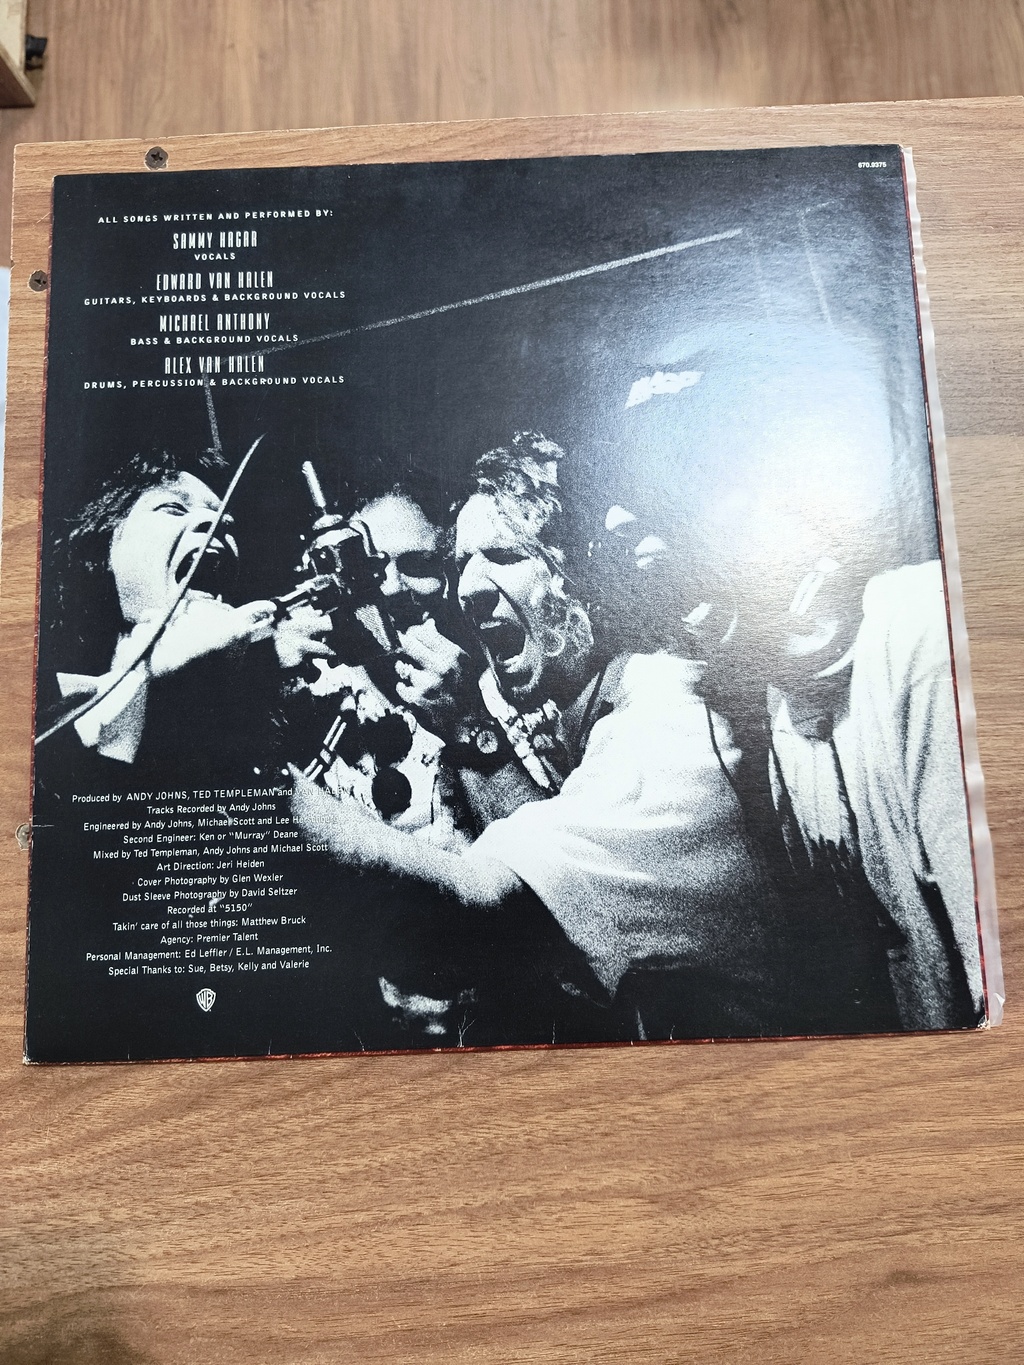 670.9375
ALL SONGS WRITTEN AND PERFORMED BY:
SAMMY HAGAR
VOCALS
EDWARD VAN HALEN
GUITARS, KEYBOARDS & BACKGROUND VOCALS
MICHAEL ANTHONY
BASS & BACKGROUND VOCALS
ALEX VAN HALEN
DRUMS, PERCUSSION & BACKGROUND VOCALS
Produced by ANDY JOHNS, TED TEMPLEMAN and VAN HALEN
Tracks Recorded by Andy Johns
Engineered by Andy Johns, Michael Scott and Lee
Second Engineer: Ken or "Murray" Deane
Mixed by Ted Templeman, Andy Johns and Michael Scott
Art Direction: Jeri Heiden
Cover Photography by Glen Wexler
Dust Sleeve Photography by David Seltzer
Recorded at "5150"
Takin' care of all those things: Matthew Bruck
Agency: Premier Talent
Personal Management: Ed Leffler / E.L. Management, Inc.
Special Thanks to: Sue, Betsy, Kelly and Valerie
WB